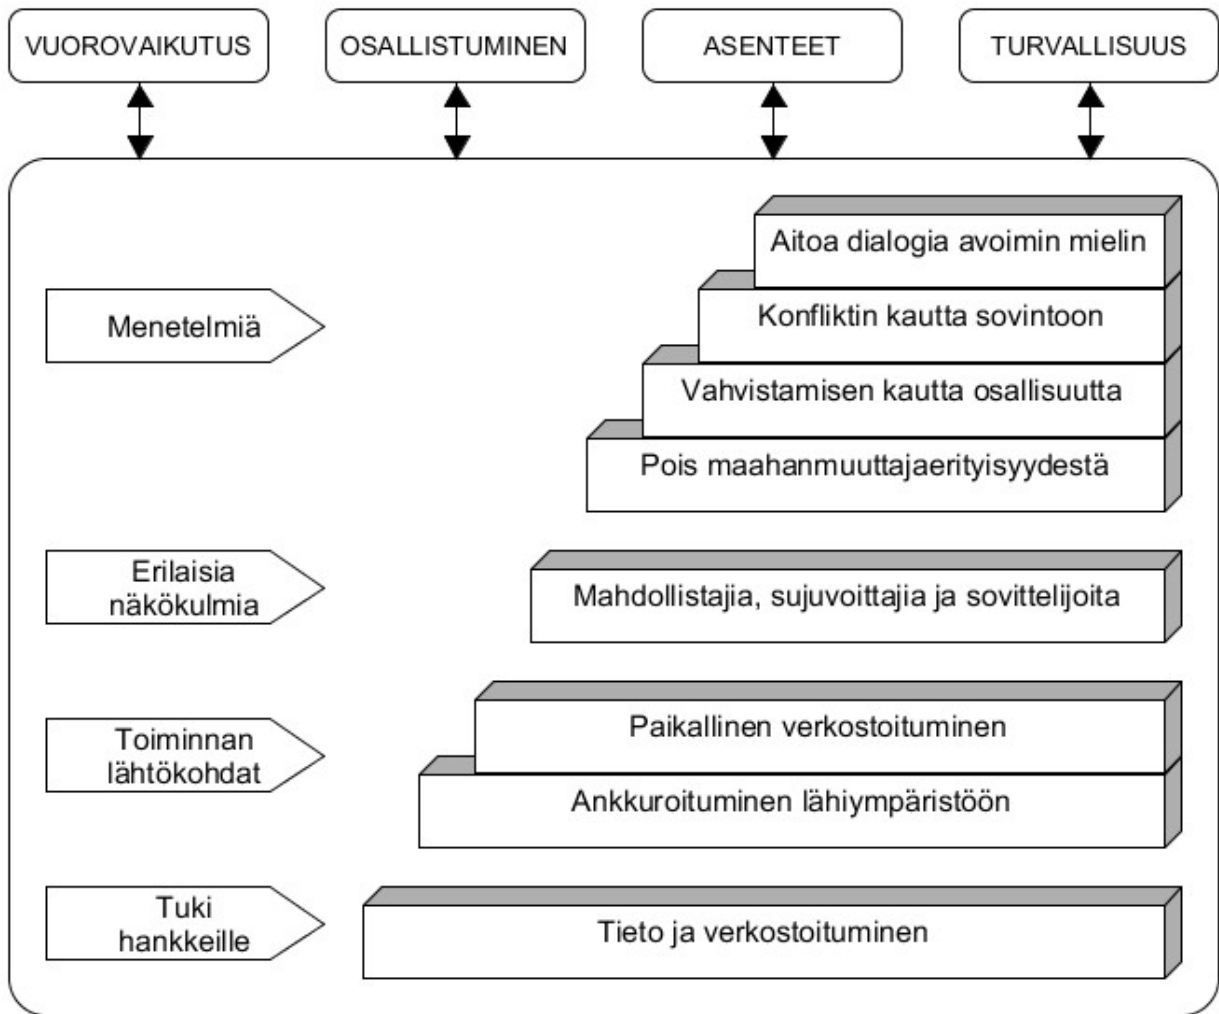 VUOROVAIKUTUS
OSALLISTUMINEN
ASENTEET
TURVALLISUUS
Menetelmiä
Aitoa dialogia avoimin mielin
Konfliktin kautta sovintoon
Vahvistamisen kautta osallisuutta
Pois maahanmuuttajaerityisyydestä
Erilaisia
näkökulmia
Mahdollistajia, sujuvoittajia ja sovittelijoita
Toiminnan
lähtökohdat
Paikallinen verkostoituminen
Ankkuroituminen lähiympäristöön
Tuki
hankkeille
Tieto ja verkostoituminen